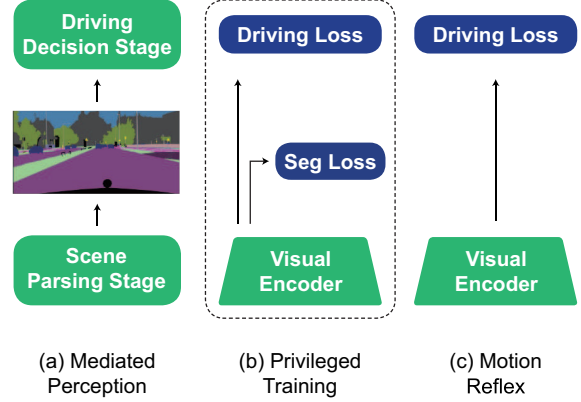 Driving
Decision Stage
Scene
Parsing Stage
(a) Mediated
Perception
Driving Loss
Seg Loss
Visual
Encoder
(b) Privileged
Training
Driving Loss
Visual
Encoder
(c) Motion
Reflex